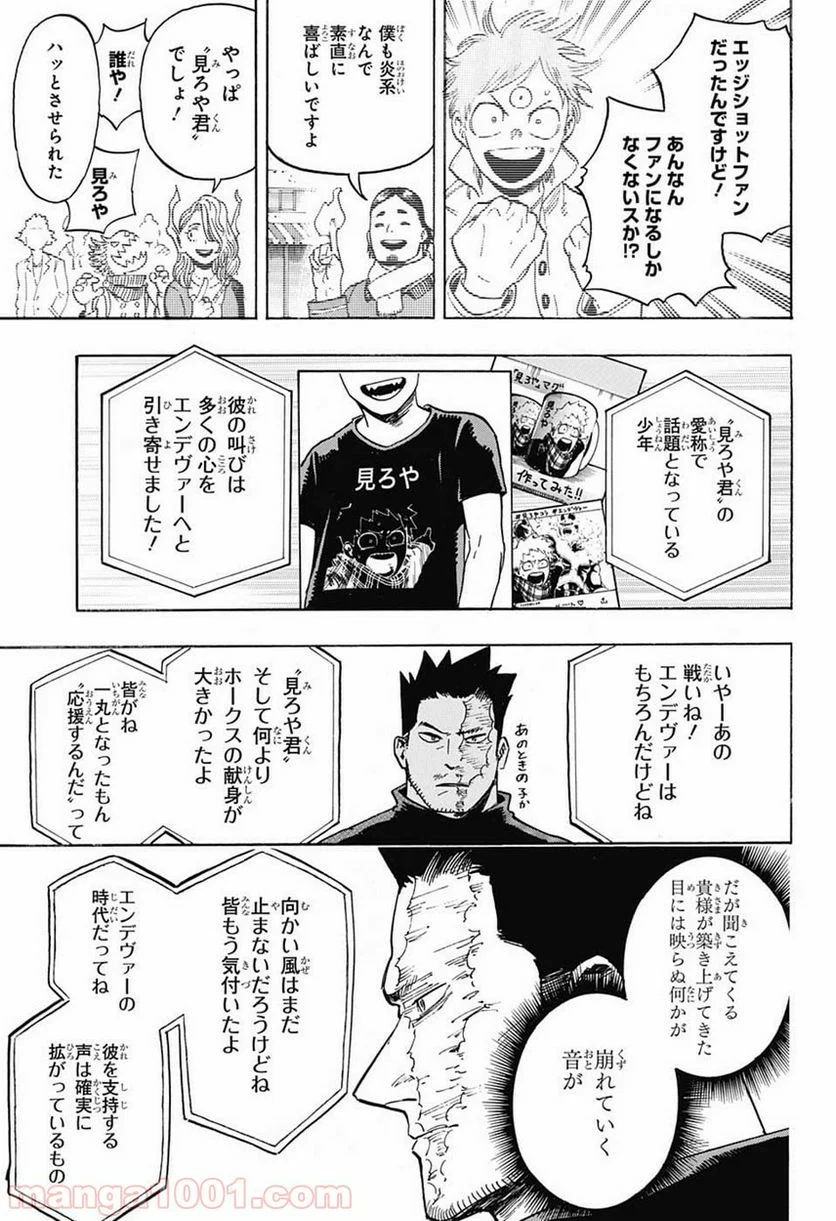 エッジショットファン
だったんですけど！
あんなん
ファンになるしか
なくないスか!?
僕も炎系
なんで
素直に
喜ばしいですよ
やっぱ
〝見ろや君〟
でしょ！
誰や！
見ろや
ハッとさせられた
〝見ろや君〟の
愛称で
話題となっている
少年
「見ろや」マグ
作ってみた!!
見ろや
彼の叫びは
多くの心を
エンデヴァーへと
引き寄せました！
いやーあの
戦いね！
エンデヴァーは
もちろんだけどね
あのときの子か
〝見ろや君〟
そして何より
ホークスの献身が
大きかったよ
皆がね
一丸となったもん
〝応援するんだ〟って
だが聞こえてくる
貴様が築き上げてきた
目には映らぬ何かが
崩れていく
音が
向かい風はまだ
止まないだろうけどね
皆もう気付いたよ
エンデヴァーの
時代だってね
彼を支持する
声は確実に
拡がっているもの
manga1001.com